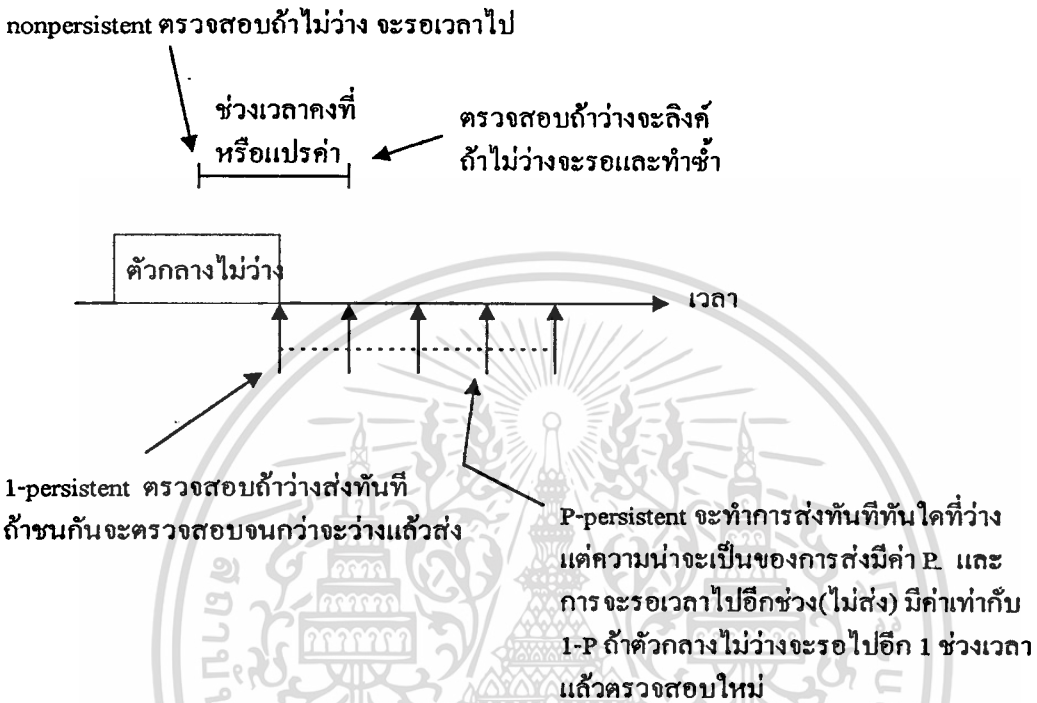 nonpersistent ตรวจสอบถ้าไม่ว่าง จะรอเวลาไป
ช่วงเวลาคงที่
หรือแปรค่า
ตรวจสอบถ้าว่างจะลิงค์
ถ้าไม่ว่างจะรอและทำซ้ำ
ตัวกลางไม่ว่าง
เวลา
1-persistent ตรวจสอบถ้าว่างส่งทันที
ถ้าชนกันจะตรวจสอบจนกว่าจะว่างแล้วส่ง
P-persistent จะทำการส่งทันทีทันใดที่ว่าง
แต่ความน่าจะเป็นของการส่งมีค่า P และ
การจะรอเวลาไปอีกช่วง(ไม่ส่ง) มีค่าเท่ากับ
1-P ถ้าตัวกลางไม่ว่างจะรอไปอีก 1 ช่วงเวลา
แล้วตรวจสอบใหม่